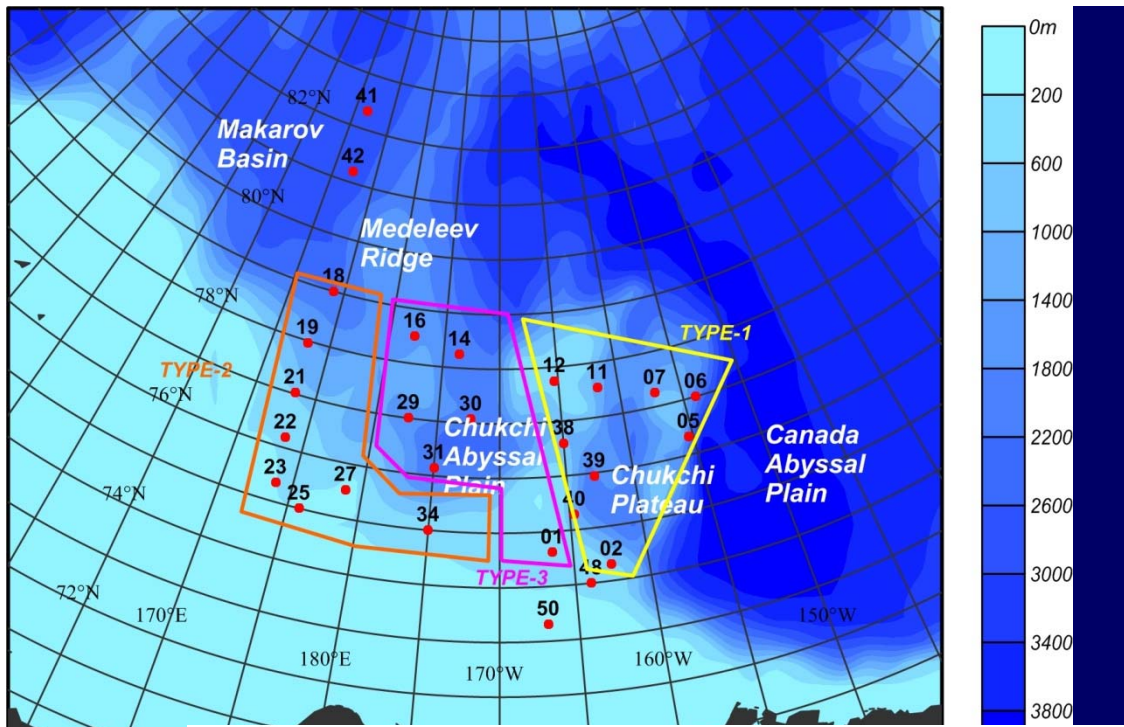 82°N
41
Makarov
Basin
42
80°N
Medeleev
Ridge
18
78°N
TYPE-1
16
19
14
TYPE-2
12
11
07
06
21
76°N
29
30
38
05
22
Chukchi
Abyssal
Plain
31
Canada
Abyssal
Plain
39
Chukchi
Plateau
23
27
74°N
25
40
34
01
02
TYPE-3
48
72°N
50
170°E
150°W
180°E
170°W
160°W
0m
200
600
1000
1400
1800
2200
2600
3000
3400
3800